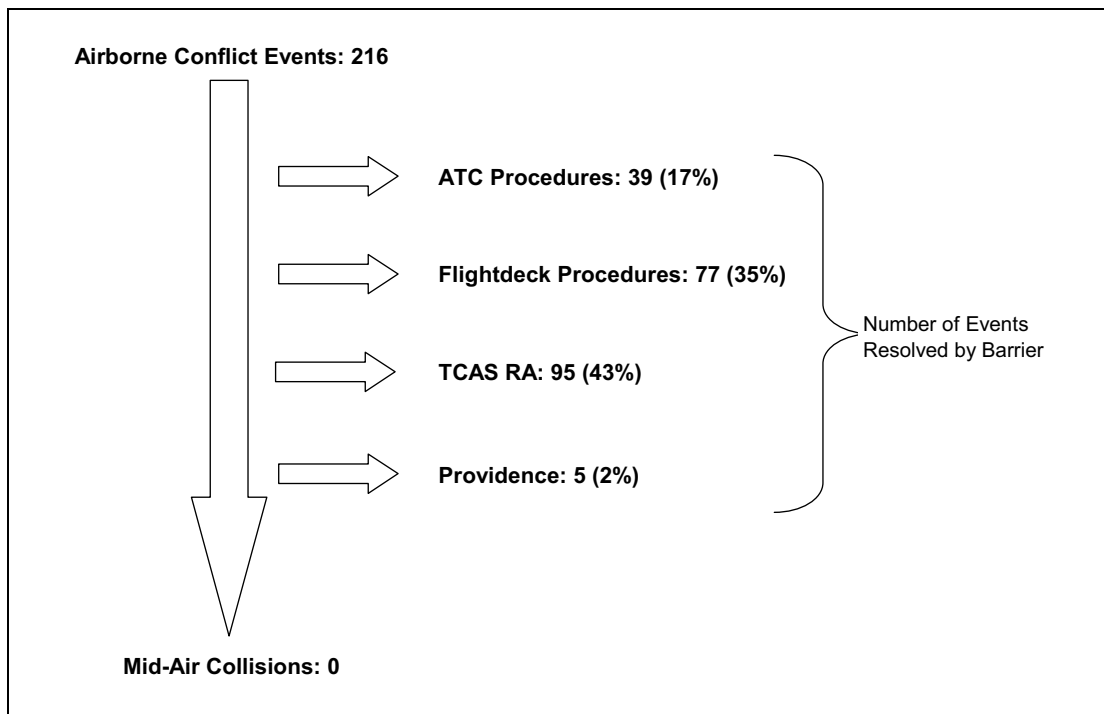 Airborne Conflict Events: 216
ATC Procedures: 39 (17%)
Flightdeck Procedures: 77 (35%)
Number of Events
Resolved by Barrier
TCAS RA: 95 (43%)
Providence: 5 (2%)
Mid-Air Collisions: 0